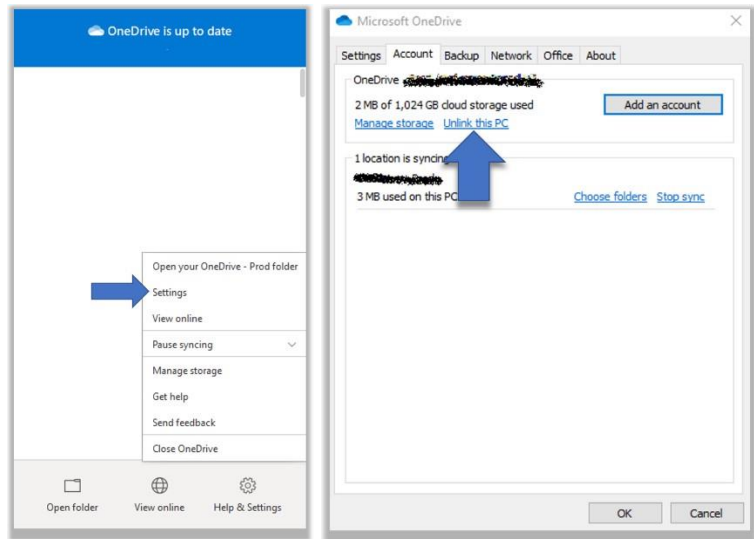 OneDrive is up to date
Open your OneDrive - Prod folder
Settings
View online
Pause syncing
Manage storage
Get help
Send feedback
Close OneDrive
Open folder
View online
Help & Settings
Microsoft OneDrive
Settings Account Backup Network Office About
OneDrive
2 MB of 1,024 GB cloud storage used
Add an account
Manage storage Unlink this PC
1 location is syncing
3 MB used on this PC
Choose folders Stop sync
OK Cancel